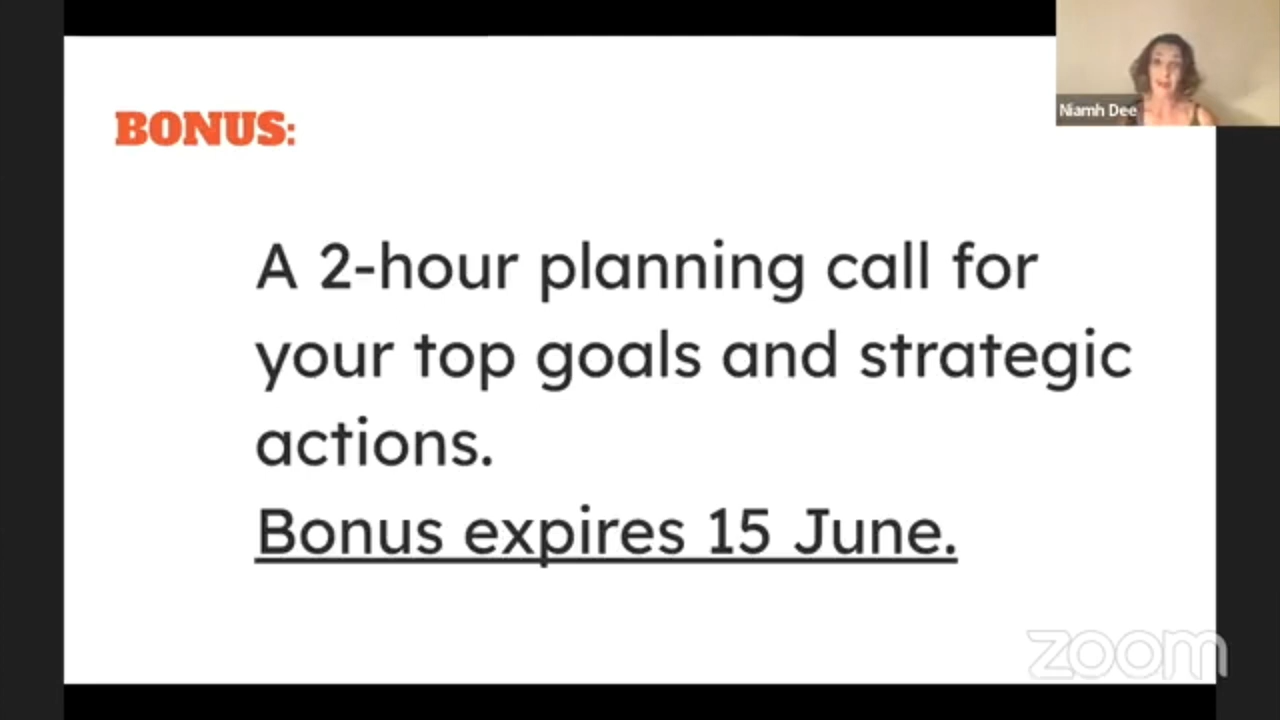 BONUS:
Niamh Dee
A 2-hour planning call for
your top goals and strategic
actions.
Bonus expires 15 June.
zoom